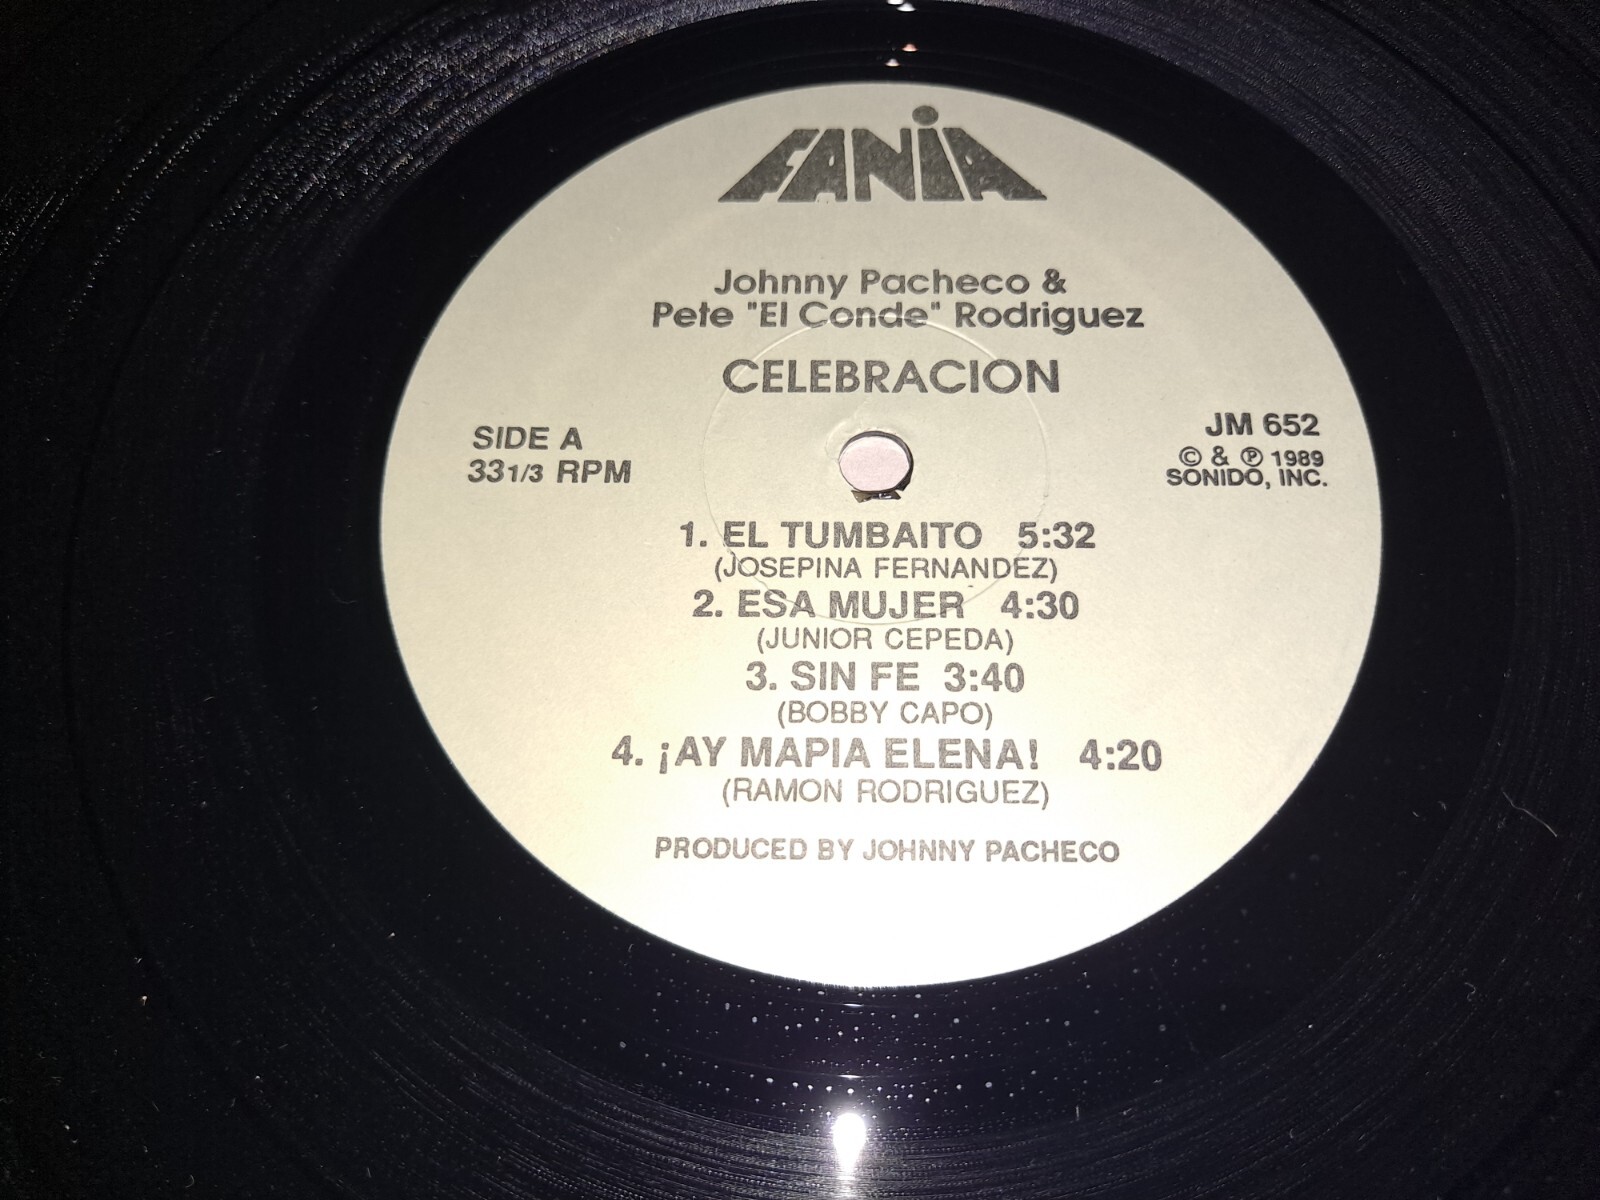 FANiA
Johnny Pacheco &
Pete "El Conde" Rodriguez
CELEBRACION
SIDE A
33 1/3 RPM
JM 652
© & ℗ 1989
SONIDO, INC.
1. EL TUMBAITO 5:32
(JOSEPINA FERNANDEZ)
2. ESA MUJER 4:30
(JUNIOR CEPEDA)
3. SIN FE 3:40
(BOBBY CAPO)
4. ¡AY MAPIA ELENA! 4:20
(RAMON RODRIGUEZ)
PRODUCED BY JOHNNY PACHECO